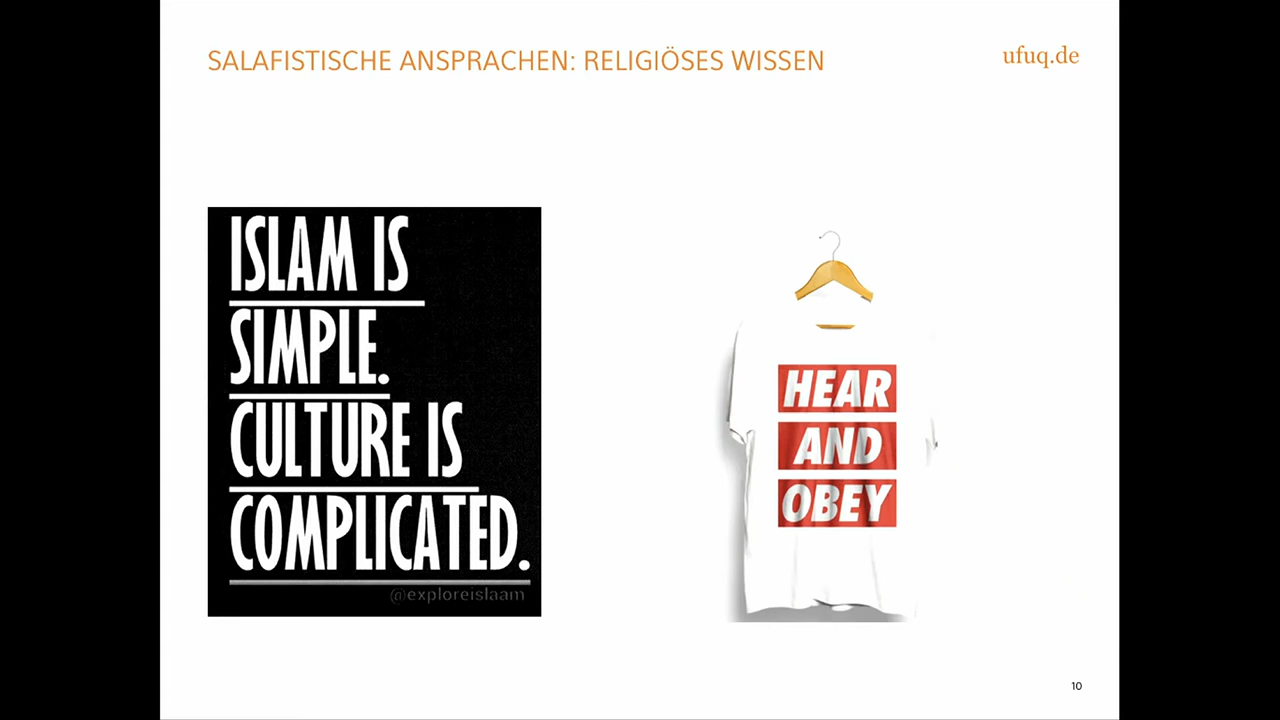 SALAFISTISCHE ANSPRACHEN: RELIGIÖSES WISSEN
ufuq.de
ISLAM IS
SIMPLE.
CULTURE IS
COMPLICATED.
@exploreislaam
HEAR
AND
OBEY
10